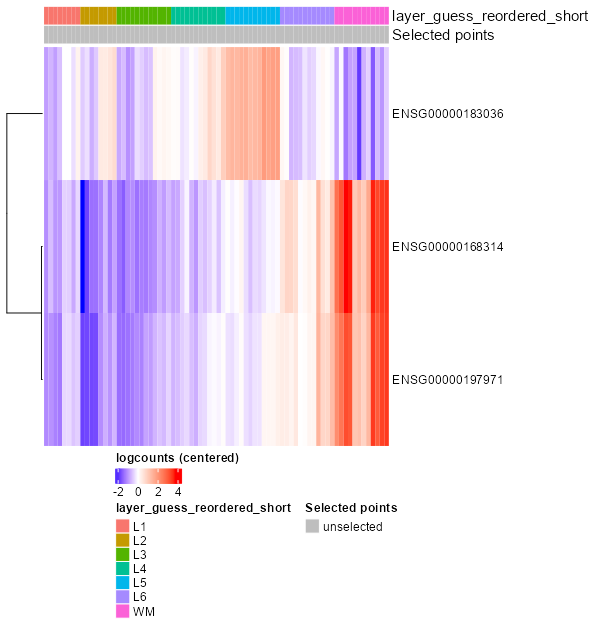 layer_guess_reordered_short
Selected points
ENSG00000183036
ENSG00000168314
ENSG00000197971
logcounts (centered)
-2 0 2 4
layer_guess_reordered_short
L1
L2
L3
L4
L5
L6
WM
Selected points
unselected